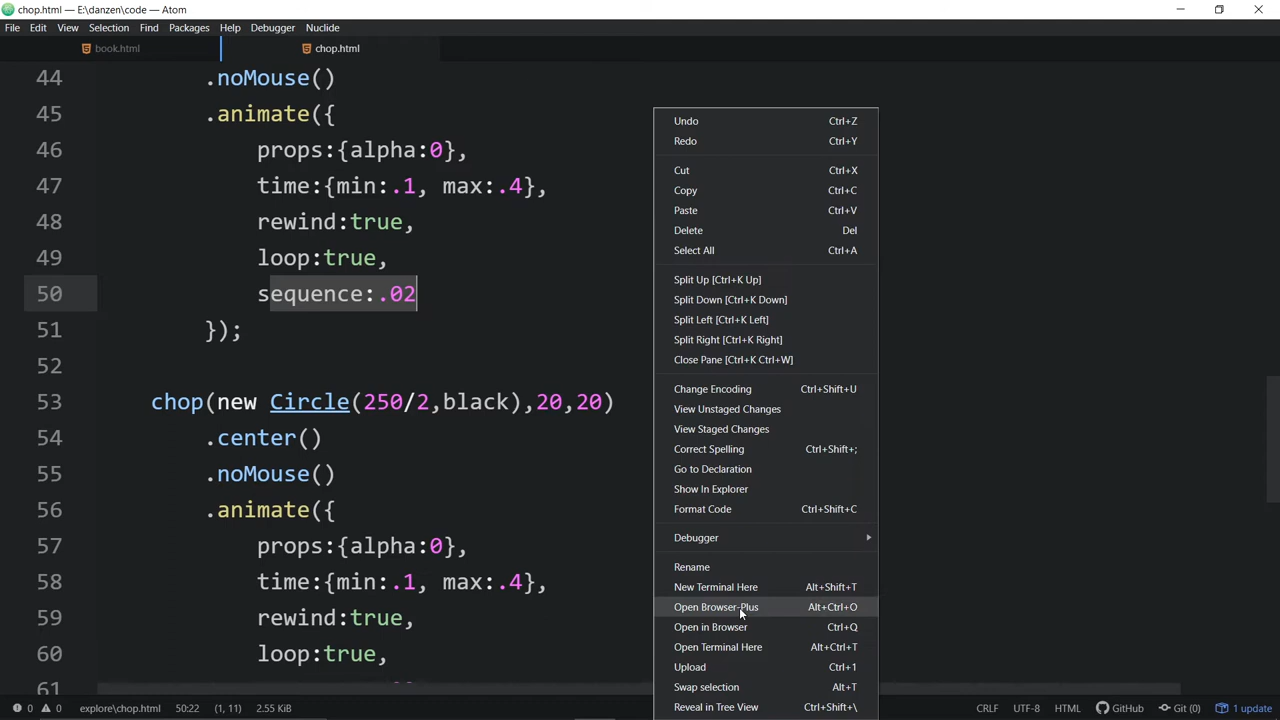 chop.html — E:\danzen\code — Atom
File Edit View Selection Find Packages Help Debugger Nuclide
book.html chop.html
44 .noMouse()
45 .animate({
46 props:{alpha:0},
47 time:{min:.1, max:.4},
48 rewind:true,
49 loop:true,
50 sequence:.02
51 });
52
53 chop(new Circle(250/2,black),20,20)
54 .center()
55 .noMouse()
56 .animate({
57 props:{alpha:0},
58 time:{min:.1, max:.4},
59 rewind:true,
60 loop:true,
61
Undo Ctrl+Z
Redo Ctrl+Y
Cut Ctrl+X
Copy Ctrl+C
Paste Ctrl+V
Delete Del
Select All Ctrl+A
Split Up [Ctrl+K Up]
Split Down [Ctrl+K Down]
Split Left [Ctrl+K Left]
Split Right [Ctrl+K Right]
Close Pane [Ctrl+K Ctrl+W]
Change Encoding Ctrl+Shift+U
View Unstaged Changes
View Staged Changes
Correct Spelling Ctrl+Shift+;
Go to Declaration
Show In Explorer
Format Code Ctrl+Shift+C
Debugger
Rename
New Terminal Here Alt+Shift+T
Open Browser-Plus Alt+Ctrl+O
Open in Browser Ctrl+Q
Open Terminal Here Alt+Ctrl+T
Upload Ctrl+1
Swap selection Alt+T
Reveal in Tree View Ctrl+Shift+\
0 0 explore\chop.html 50:22 (1, 11) 2.55 KiB CRLF UTF-8 HTML GitHub Git (0) 1 update